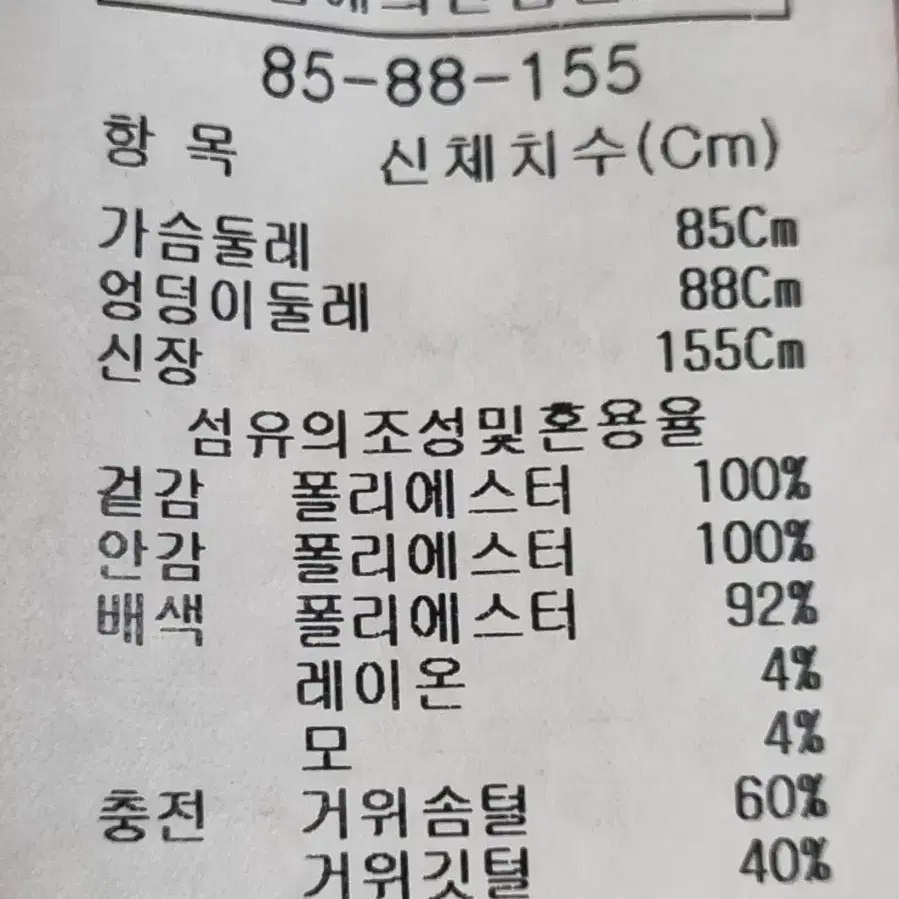 85-88-155
항 목 신체치수(Cm)
가슴둘레 85Cm
엉덩이둘레 88Cm
신장 155Cm
섬유의조성및혼용율
겉감 폴리에스터 100%
안감 폴리에스터 100%
배색 폴리에스터 92%
레이온 4%
모 4%
충전 거위솜털 60%
거위깃털 40%